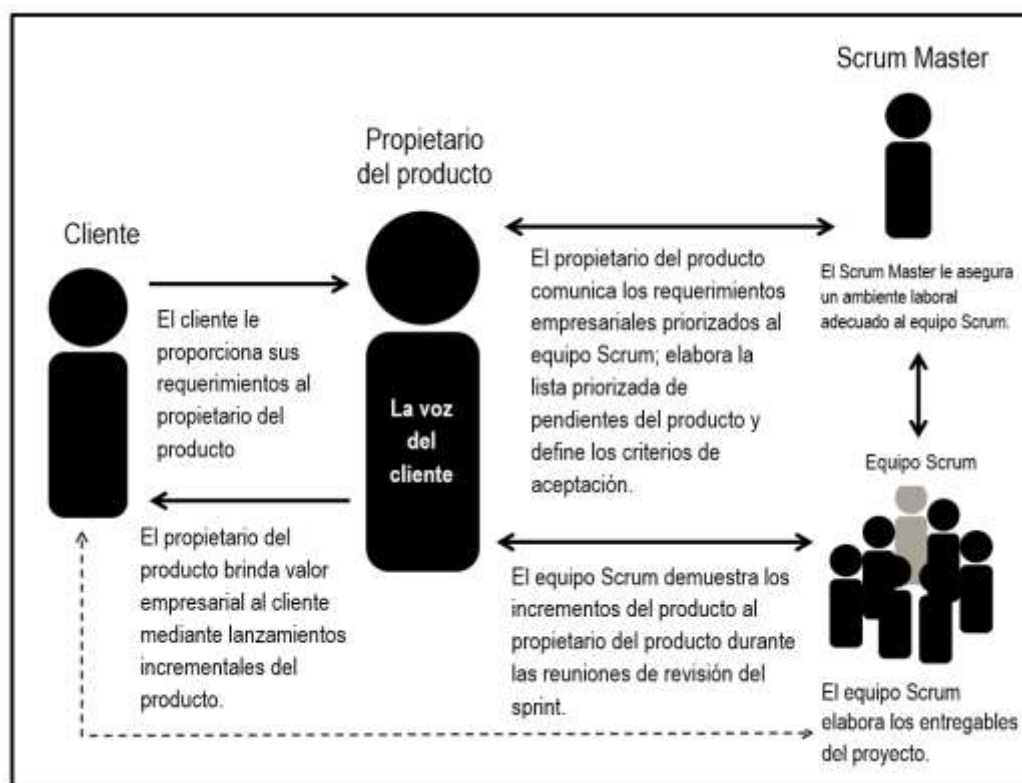 Scrum Master
Propietario
del producto
Cliente
El cliente le
proporciona sus
requerimientos al
propietario del
producto
La voz
del
cliente
El propietario del producto
comunica los requerimientos
empresariales priorizados al
equipo Scrum; elabora la
lista priorizada de
pendientes del producto y
define los criterios de
aceptación.
El Scrum Master le asegura
un ambiente laboral
adecuado al equipo Scrum.
Equipo Scrum
El propietario del
producto brinda valor
empresarial al cliente
mediante lanzamientos
incrementales del
producto.
El equipo Scrum demuestra los
incrementos del producto al
propietario del producto durante
las reuniones de revisión del
sprint.
El equipo Scrum
elabora los entregables
del proyecto.